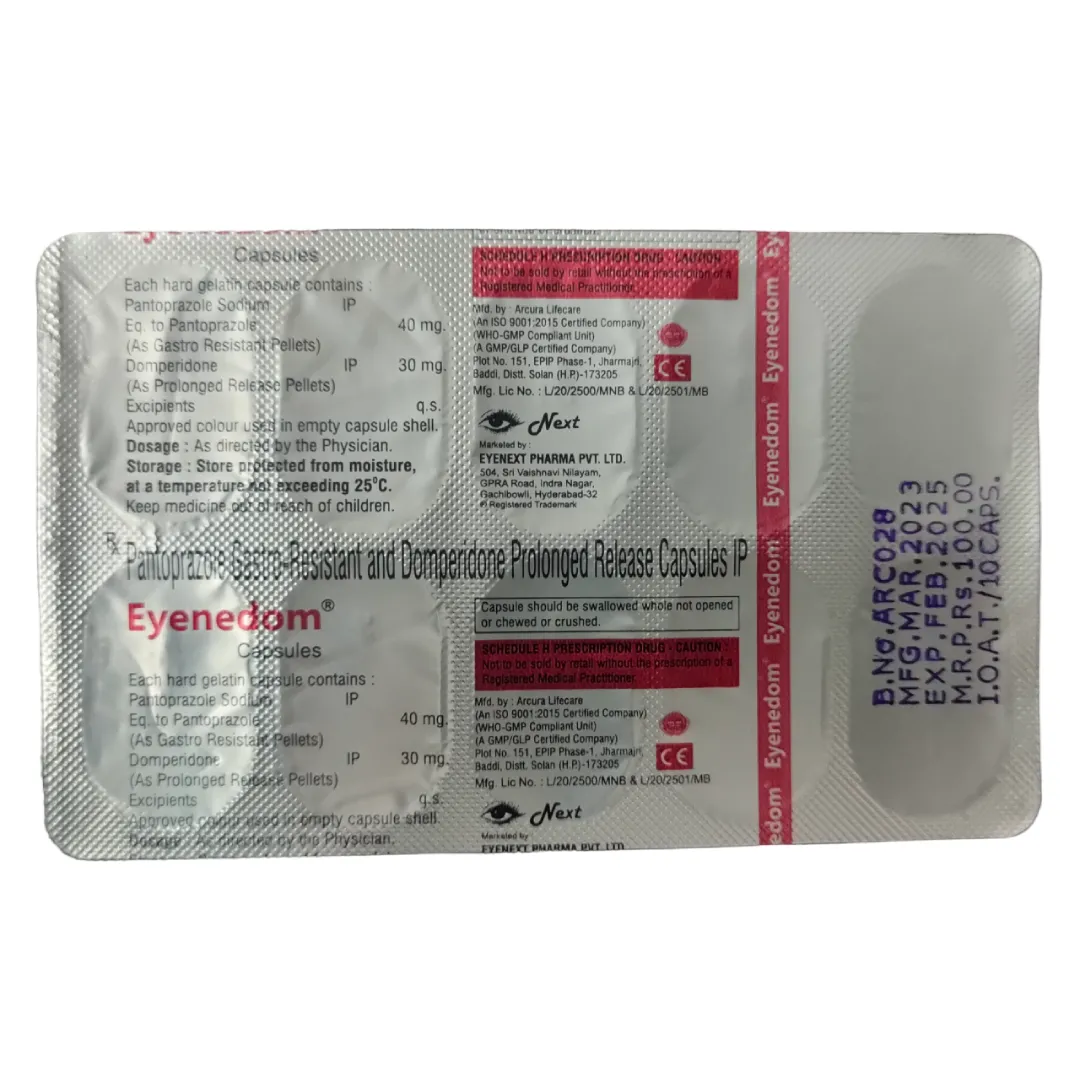 Capsules
Each hard gelatin capsule contains :
Pantoprazole Sodium IP
Eq. to Pantoprazole 40 mg.
(As Gastro Resistant Pellets)
Domperidone IP 30 mg.
(As Prolonged Release Pellets)
Excipients q.s.
Approved colour used in empty capsule shell.
Dosage : As directed by the Physician.
Storage : Store protected from moisture,
at a temperature not exceeding 25°C.
Keep medicine out of reach of children.
SCHEDULE H PRESCRIPTION DRUG - CAUTION :
Not to be sold by retail without the prescription of a
Registered Medical Practitioner.
Mfd. by : Arcura Lifecare
(An ISO 9001:2015 Certified Company)
(WHO-GMP Compliant Unit)
(A GMP/GLP Certified Company)
Plot No. 151, EPIP Phase-1, Jharmajri,
Baddi, Distt. Solan (H.P.)-173205
CE
Mfg. Lic No. : L/20/2500/MNB & L/20/2501/MB
Next
Marketed by :
EYENEXT PHARMA PVT. LTD.
504, Sri Vaishnavi Nilayam,
GPRA Road, Indra Nagar,
Gachibowli, Hyderabad-32
® Registered Trademark
Rx Pantoprazole Gastro-Resistant and Domperidone Prolonged Release Capsules IP
Eyenedom®
Capsules
Each hard gelatin capsule contains :
Pantoprazole Sodium IP
Eq. to Pantoprazole 40 mg.
(As Gastro Resistant Pellets)
Domperidone IP 30 mg.
(As Prolonged Release Pellets)
Excipients q.s.
Approved colour used in empty capsule shell.
Dosage : As directed by the Physician.
Capsule should be swallowed whole not opened
or chewed or crushed.
SCHEDULE H PRESCRIPTION DRUG - CAUTION :
Not to be sold by retail without the prescription of a
Registered Medical Practitioner.
Mfd. by : Arcura Lifecare
(An ISO 9001:2015 Certified Company)
(WHO-GMP Compliant Unit)
(A GMP/GLP Certified Company)
Plot No. 151, EPIP Phase-1, Jharmajri,
Baddi, Distt. Solan (H.P.)-173205
CE
Mfg. Lic No. : L/20/2500/MNB & L/20/2501/MB
Next
Marketed by
EYENEXT PHARMA PVT. LTD.
edom® Eyenedom® Eyenedom Eyenedom® Eyenedom® Ey
B.No.ARC028
MFG.MAR.2023
EXP.FEB.2025
M.R.P.Rs.100.00
I.O.A.T./10CAPS.